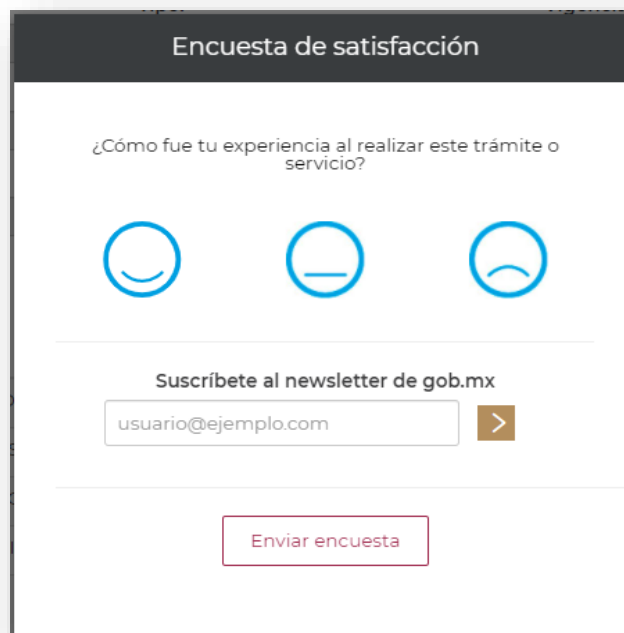 Encuesta de satisfacción
¿Cómo fue tu experiencia al realizar este trámite o
servicio?
Suscríbete al newsletter de gob.mx
usuario@ejemplo.com
Enviar encuesta